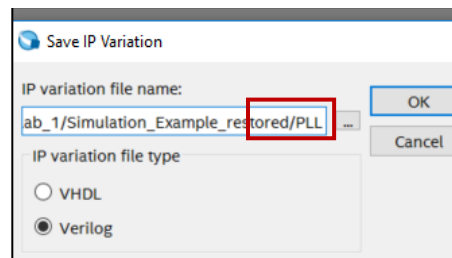 Save IP Variation
IP variation file name:
ab_1/Simulation_Example_restored/PLL
...
OK
Cancel
IP variation file type
VHDL
Verilog